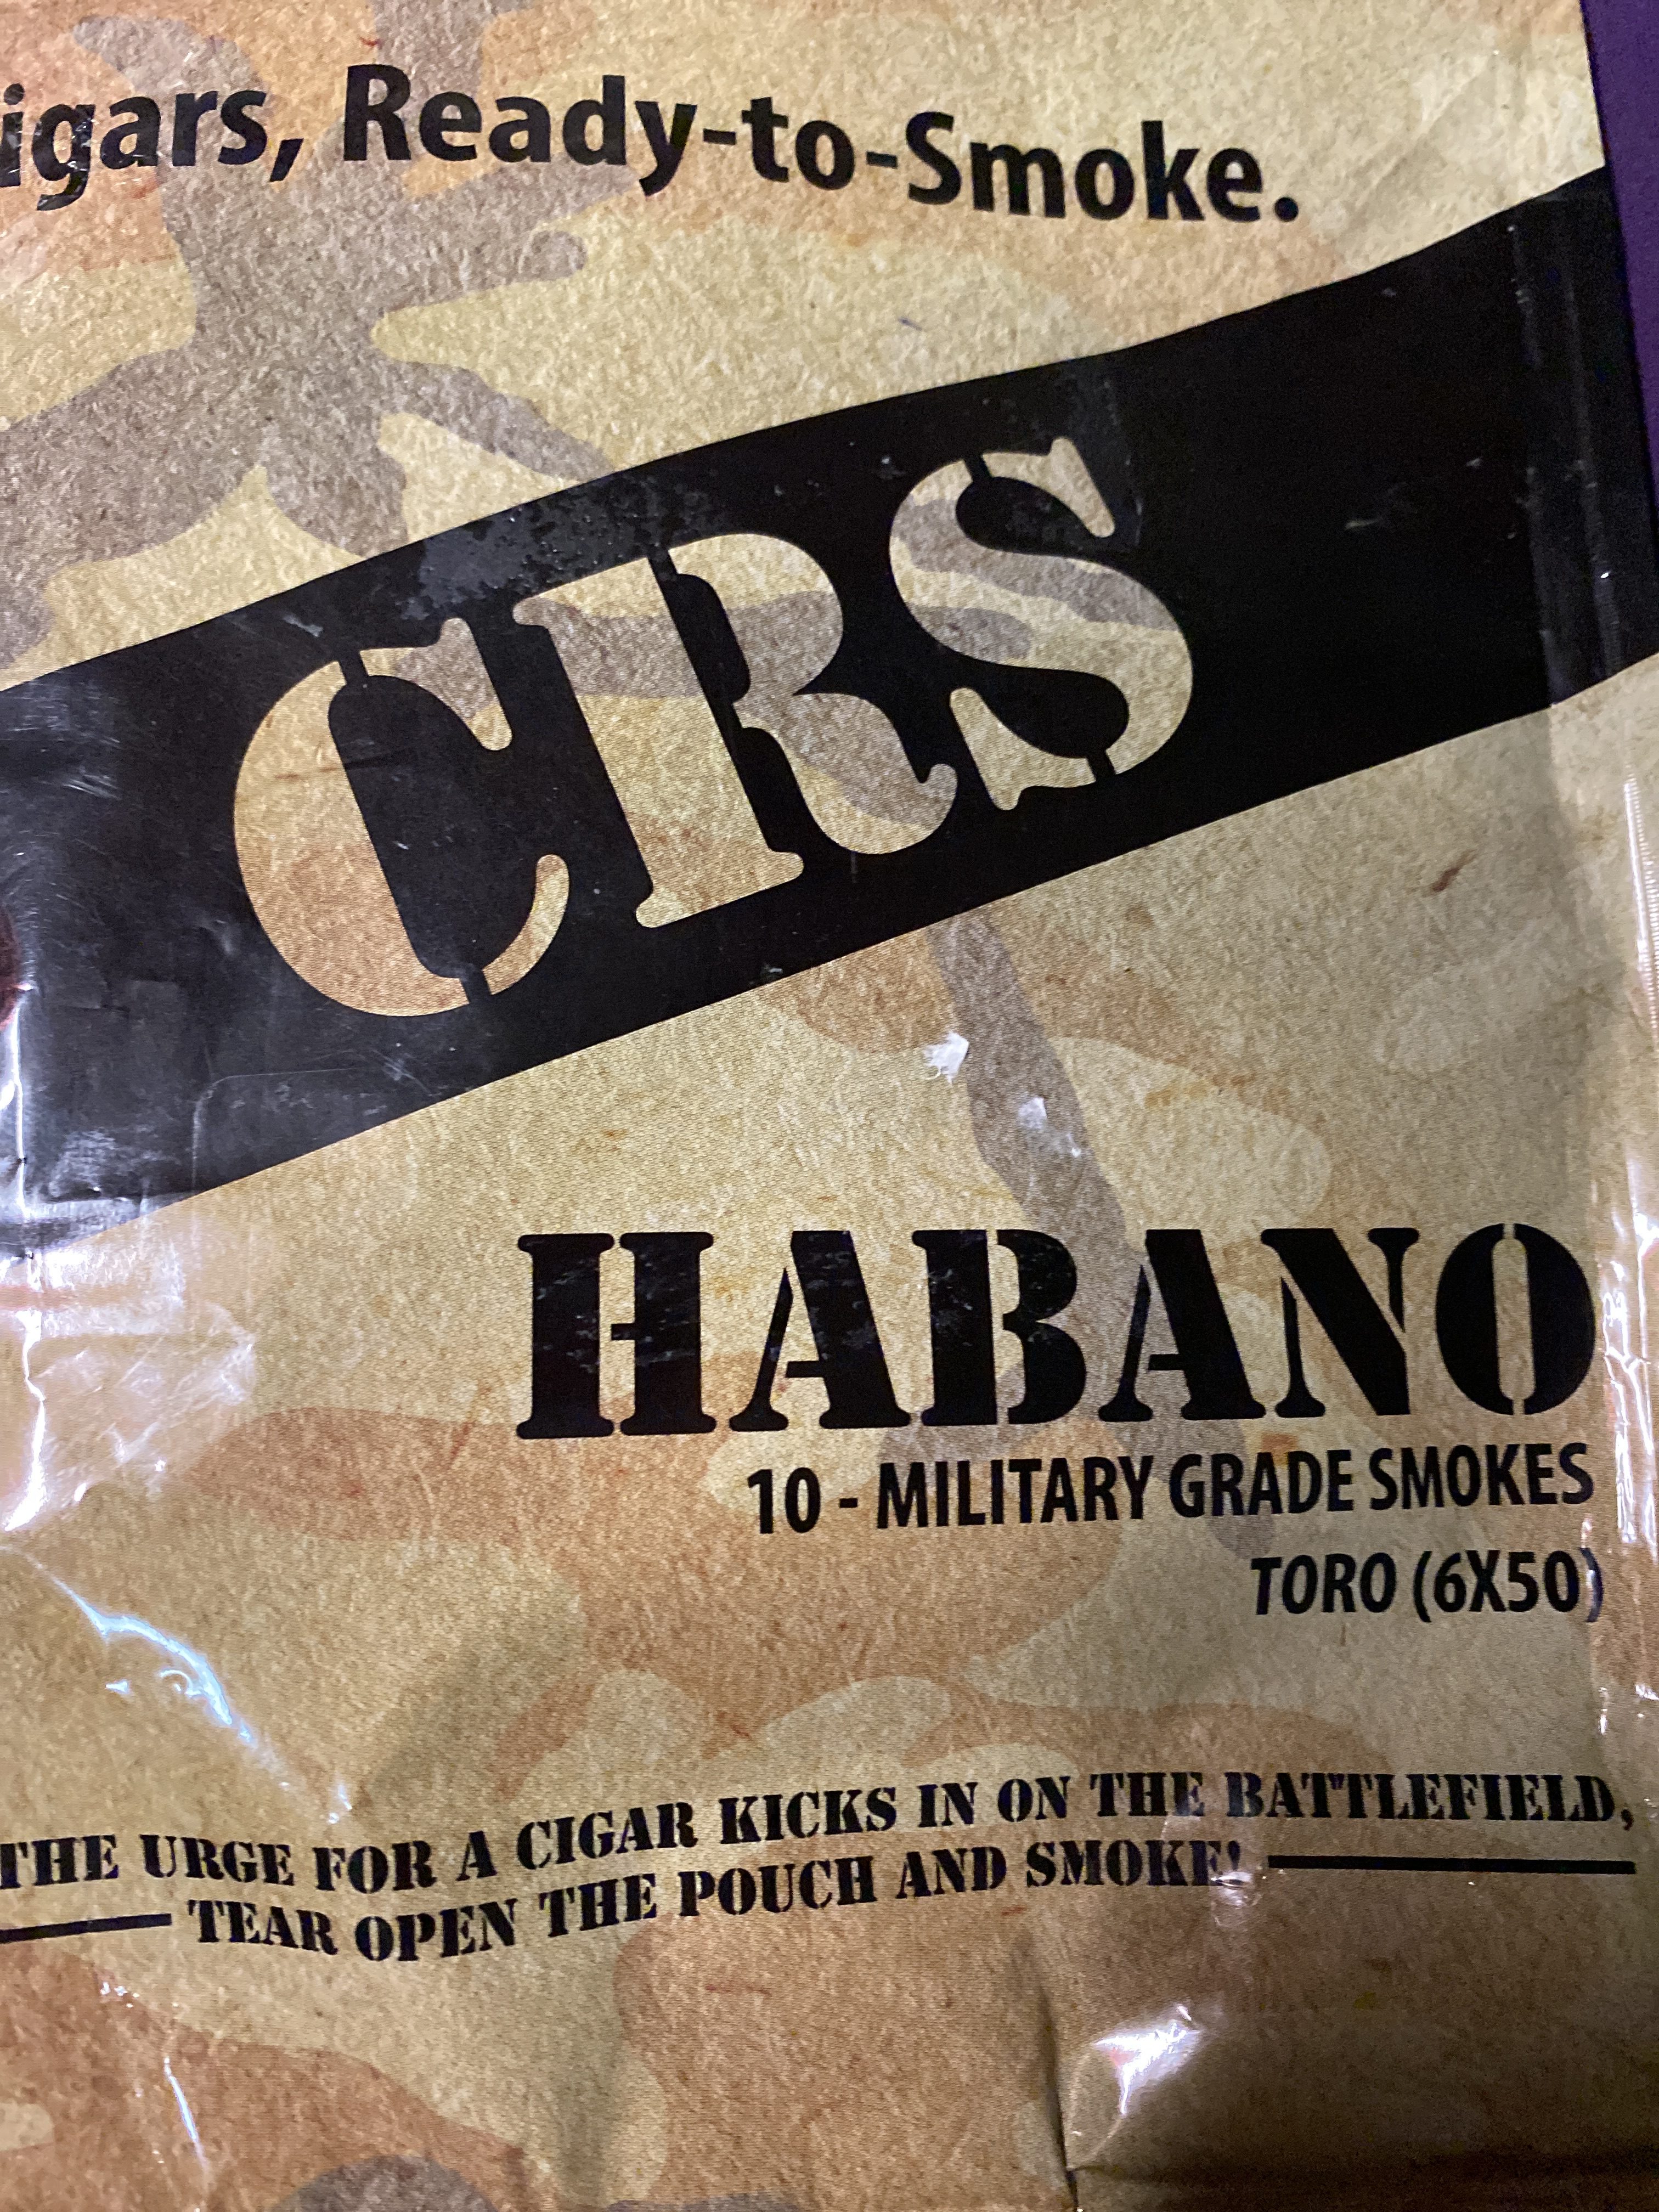 igars, Ready-to-Smoke.
CRS
HABANO
10 - MILITARY GRADE SMOKES
TORO (6X50)
THE URGE FOR A CIGAR KICKS IN ON THE BATTLEFIELD,
TEAR OPEN THE POUCH AND SMOKE!